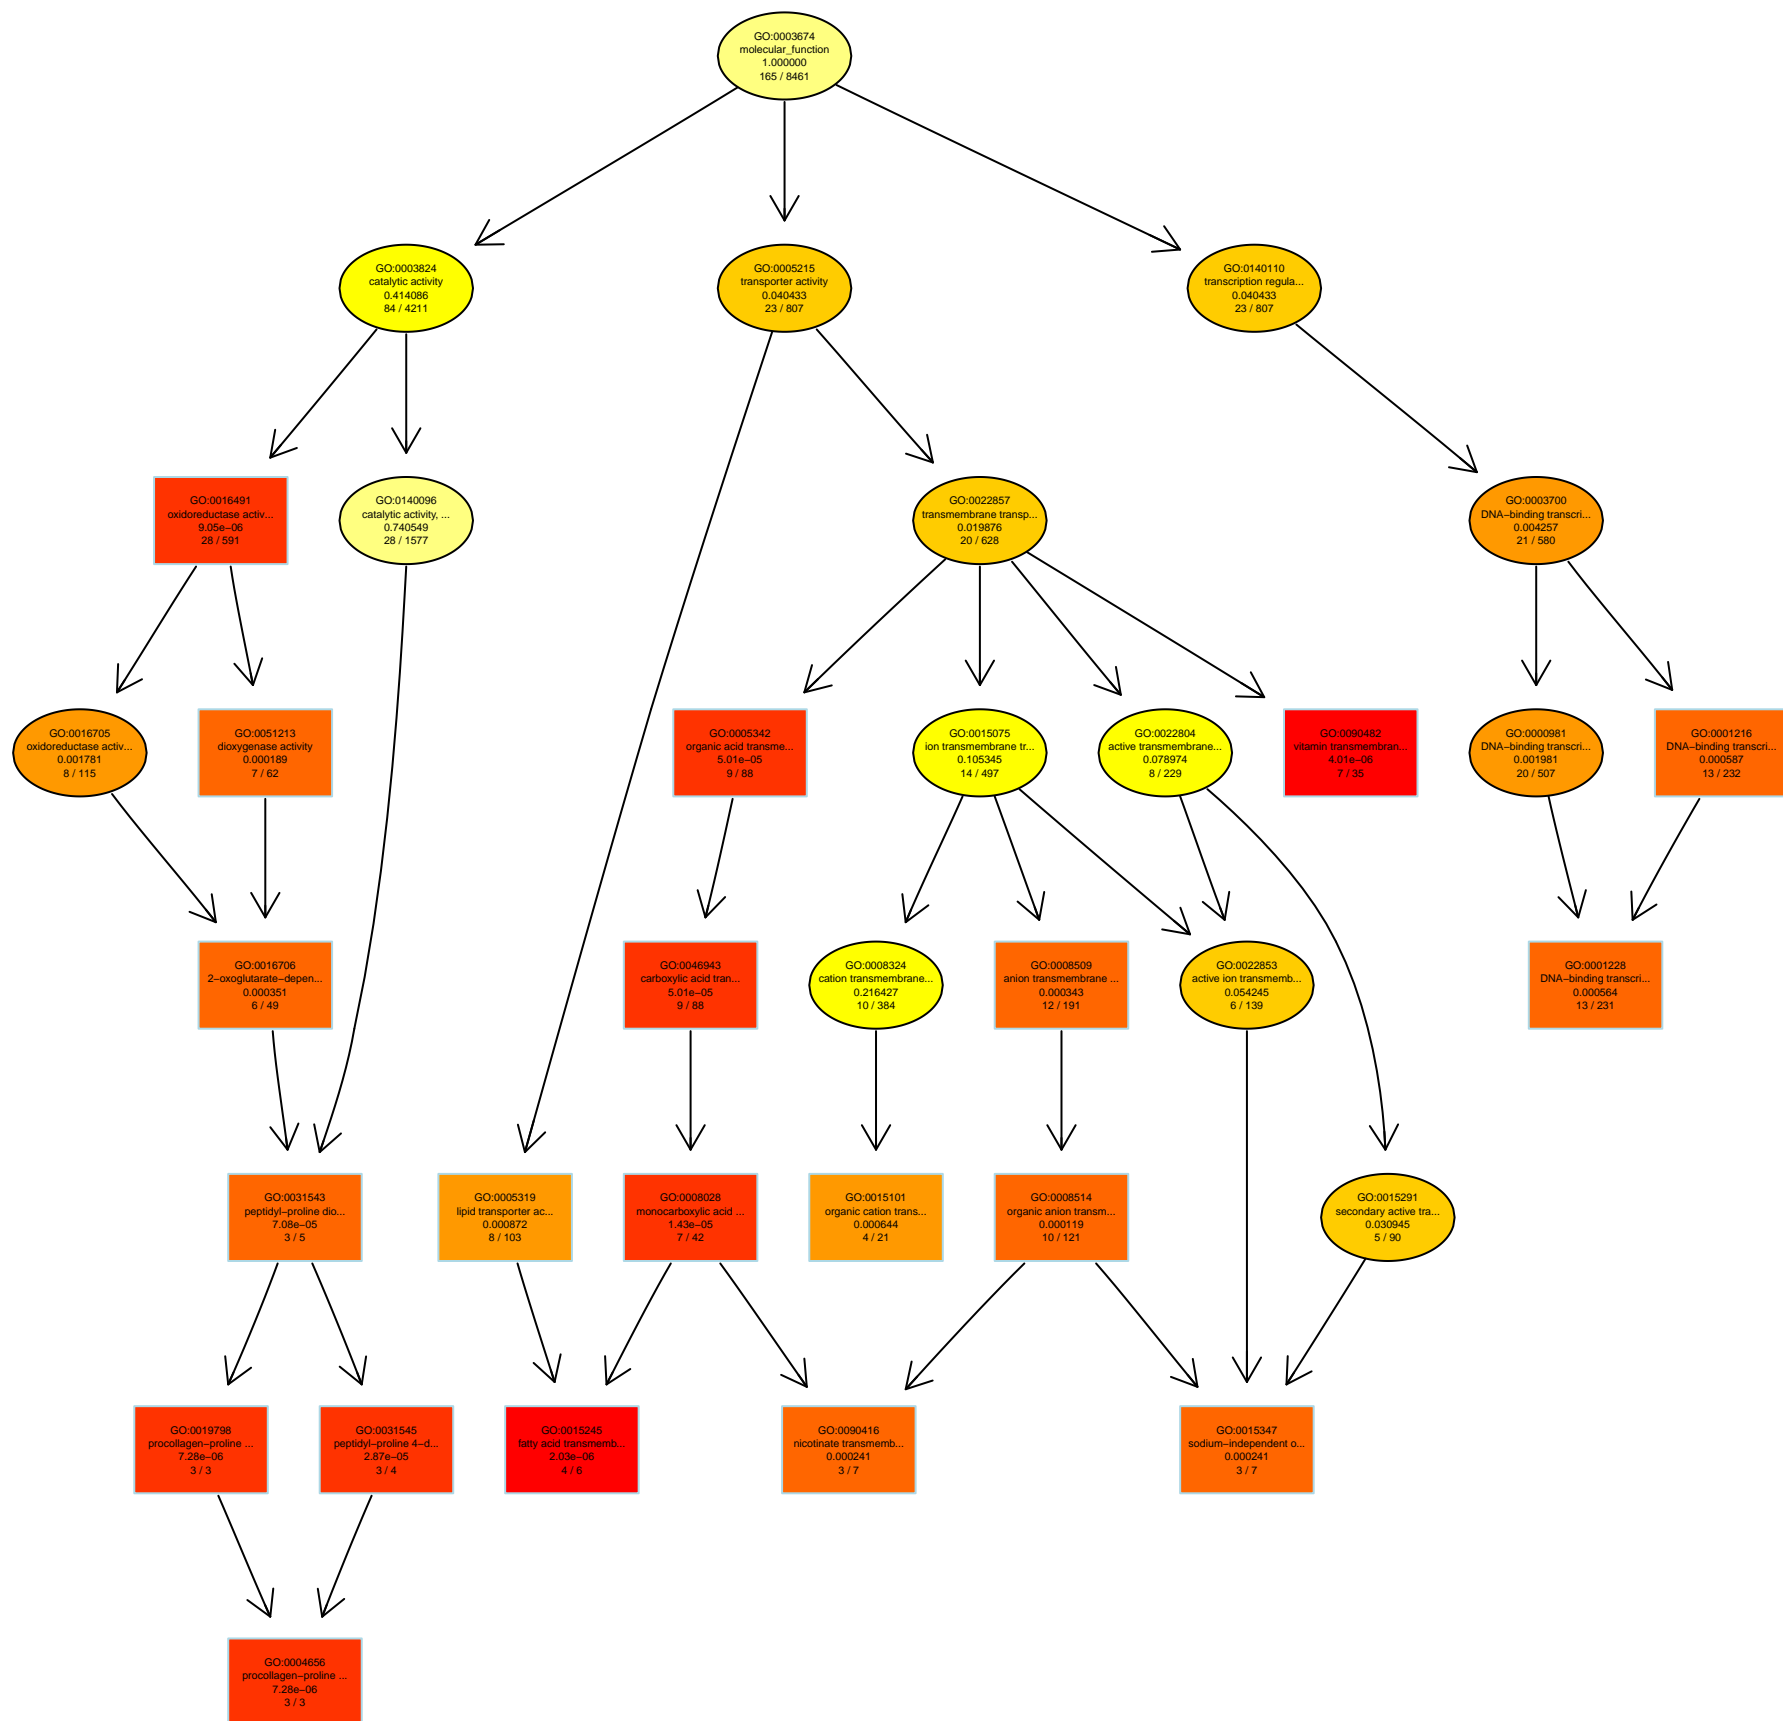 GO:0003674
molecular_function
1.000000
165 / 8461
GO:0003824
catalytic activity
0.414086
84 / 4211
GO:0005215
transporter activity
0.040433
23 / 807
GO:0140110
transcription regula...
0.040433
23 / 807
GO:0016491
oxidoreductase activ...
9.05e−06
28 / 591
GO:0140096
catalytic activity, ...
0.740549
28 / 1577
GO:0022857
transmembrane transp...
0.019876
20 / 628
GO:0003700
DNA−binding transcri...
0.004257
21 / 580
GO:0016705
oxidoreductase activ...
0.001781
8 / 115
GO:0051213
dioxygenase activity
0.000189
7 / 62
GO:0005342
organic acid transme...
5.01e−05
9 / 88
GO:0015075
ion transmembrane tr...
0.105345
14 / 497
GO:0022804
active transmembrane...
0.078974
8 / 229
GO:0090482
vitamin transmembran...
4.01e−06
7 / 35
GO:0000981
DNA−binding transcri...
0.001981
20 / 507
GO:0001216
DNA−binding transcri...
0.000587
13 / 232
GO:0016706
2−oxoglutarate−depen...
0.000351
6 / 49
GO:0046943
carboxylic acid tran...
5.01e−05
9 / 88
GO:0008324
cation transmembrane...
0.216427
10 / 384
GO:0008509
anion transmembrane ...
0.000343
12 / 191
GO:0022853
active ion transmemb...
0.054245
6 / 139
GO:0001228
DNA−binding transcri...
0.000564
13 / 231
GO:0031543
peptidyl−proline dio...
7.08e−05
3 / 5
GO:0005319
lipid transporter ac...
0.000872
8 / 103
GO:0008028
monocarboxylic acid ...
1.43e−05
7 / 42
GO:0015101
organic cation trans...
0.000644
4 / 21
GO:0008514
organic anion transm...
0.000119
10 / 121
GO:0015291
secondary active tra...
0.030945
5 / 90
GO:0019798
procollagen−proline ...
7.28e−06
3 / 3
GO:0031545
peptidyl−proline 4−d...
2.87e−05
3 / 4
GO:0015245
fatty acid transmemb...
2.03e−06
4 / 6
GO:0090416
nicotinate transmemb...
0.000241
3 / 7
GO:0015347
sodium−independent o...
0.000241
3 / 7
GO:0004656
procollagen−proline ...
7.28e−06
3 / 3